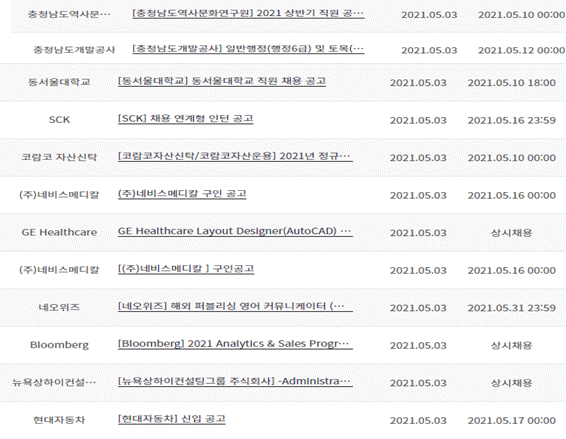 충청남도역사문··· [충청남도역사문화연구원] 2021 상반기 직원 공··· 2021.05.03 2021.05.10 00:00
충청남도개발공사 [충청남도개발공사] 일반행정(행정6급) 및 토목(··· 2021.05.03 2021.05.12 00:00
동서울대학교 [동서울대학교] 동서울대학교 직원 채용 공고 2021.05.03 2021.05.10 18:00
SCK [SCK] 채용 연계형 인턴 공고 2021.05.03 2021.05.16 23:59
코람코 자산신탁 [코람코자산신탁/코람코자산운용] 2021년 정규··· 2021.05.03 2021.05.10 00:00
(주)네비스메디칼 (주)네비스메디칼 구인 공고 2021.05.03 2021.05.16 00:00
GE Healthcare GE Healthcare Layout Designer(AutoCAD) ··· 2021.05.03 상시채용
(주)네비스메디칼 [(주)네비스메디칼 ] 구인공고 2021.05.03 2021.05.16 00:00
네오위즈 [네오위즈] 해외 퍼블리싱 영어 커뮤니케이터 (··· 2021.05.03 2021.05.31 23:59
Bloomberg [Bloomberg] 2021 Analytics & Sales Progr··· 2021.05.03 상시채용
뉴욕상하이컨설··· [뉴욕상하이컨설팅그룹 주식회사] -Administra··· 2021.05.03 상시채용
현대자동차 [현대자동차] 신입 공고 2021.05.03 2021.05.17 00:00